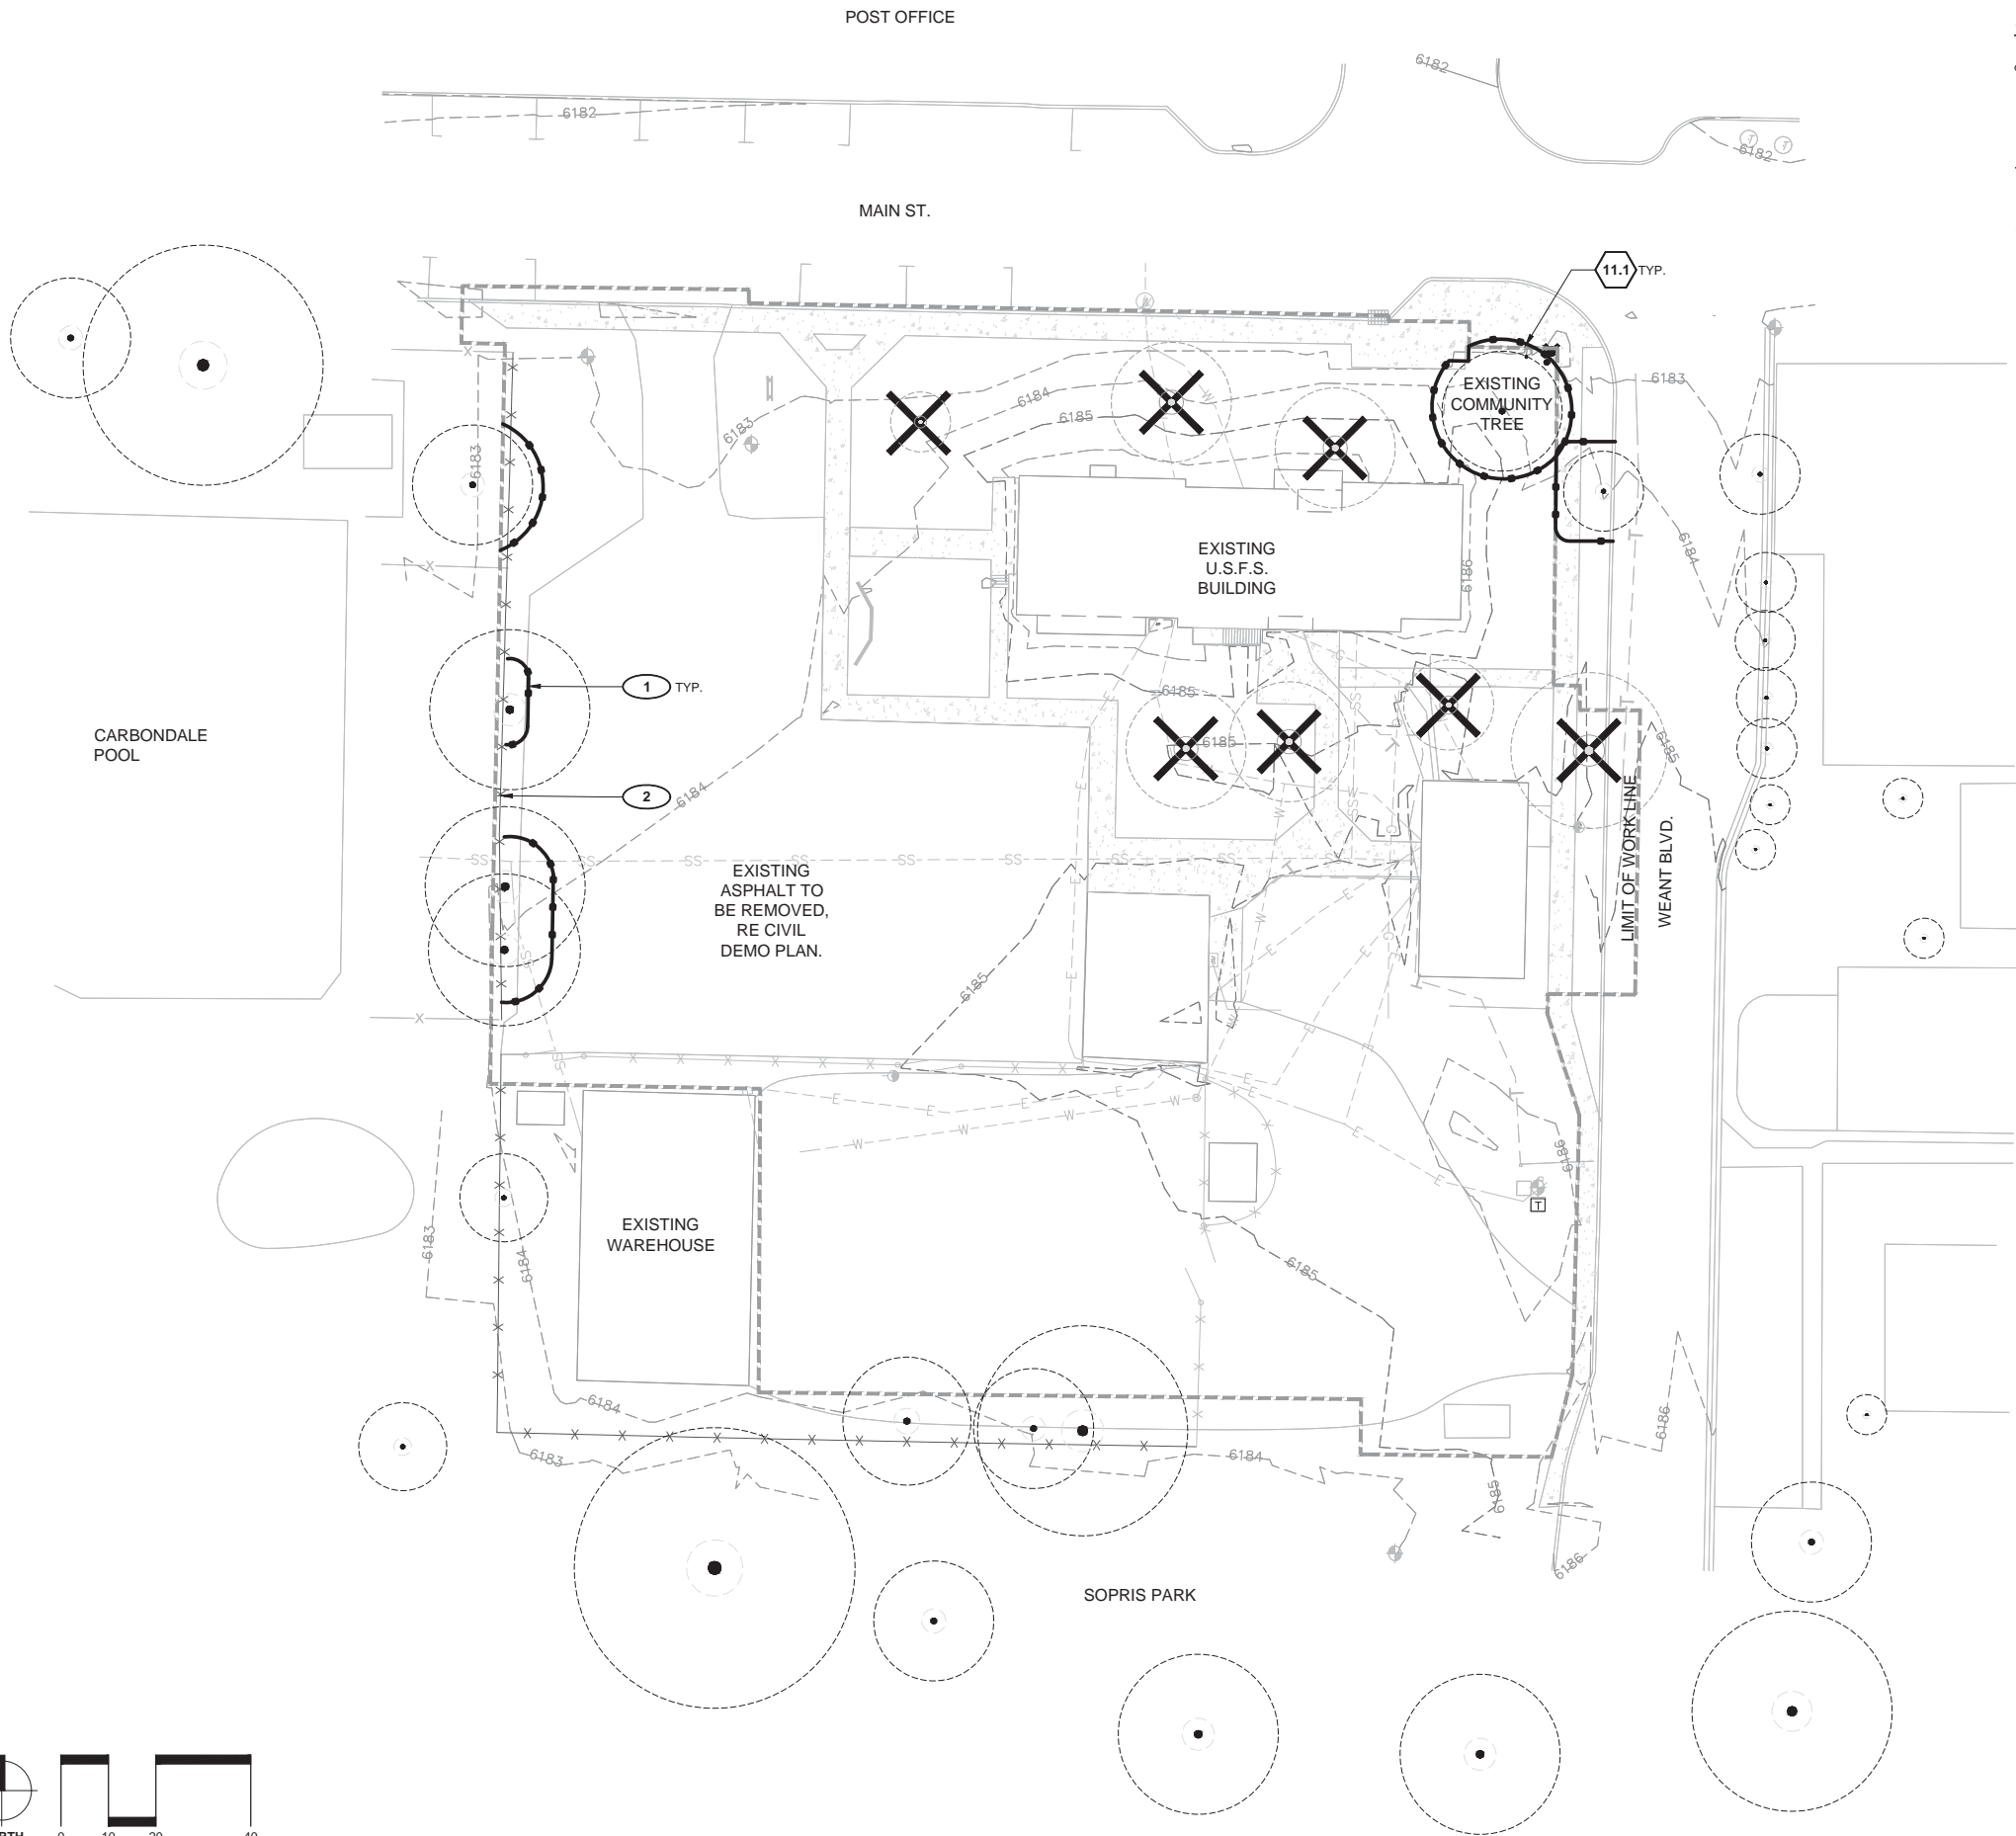 POST OFFICE
6182
6182
6182
MAIN ST.
11.1 TYP.
EXISTING
COMMUNITY
TREE
6183
6184
6185
6183
6183
6184
EXISTING
U.S.F.S.
BUILDING
6186
1 TYP.
6185
6185
6185
CARBONDALE
POOL
2
6184
LIMIT OF WORK LINE
WEANT BLVD.
EXISTING
ASPHALT TO
BE REMOVED,
RE CIVIL
DEMO PLAN.
6185
6186
T
EXISTING
WAREHOUSE
6183
6184
6185
6184
6183
6184
6186
6185
6186
SOPRIS PARK
0 10 20 40